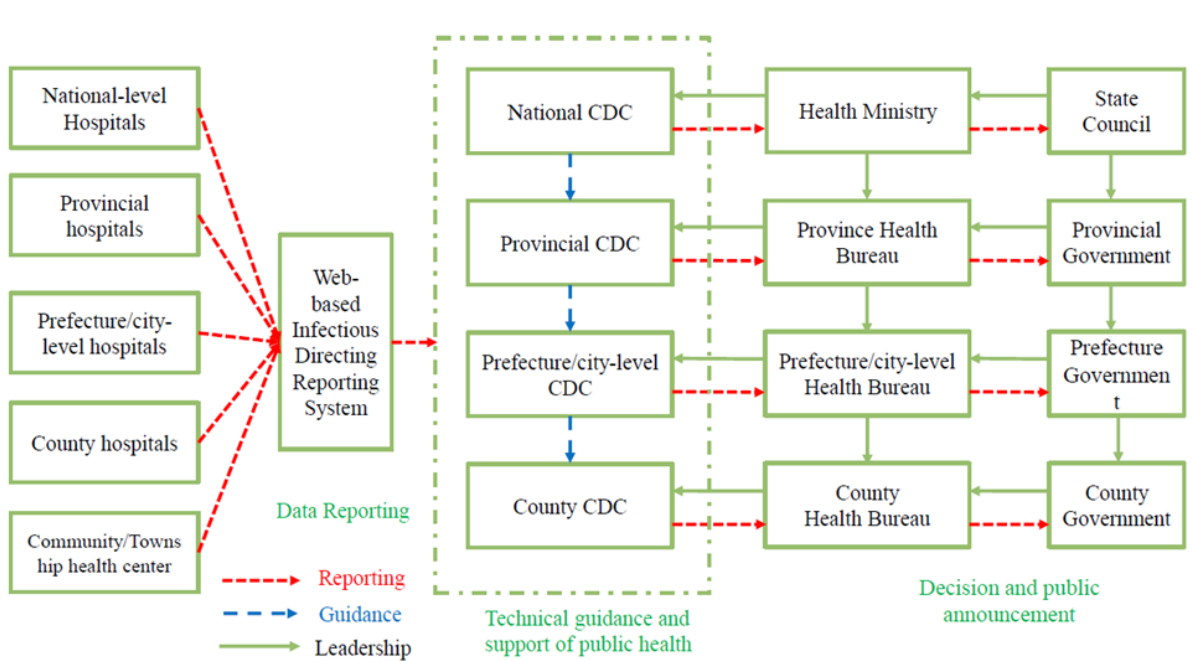 National-level
Hospitals
Provincial
hospitals
Prefecture/city-
level hospitals
County hospitals
Community/Towns
hip health center
Web-
based
Infectious
Directing
Reporting
System
Data Reporting
Reporting
Guidance
Leadership
National CDC
Provincial CDC
Prefecture/city-level
CDC
County CDC
Technical guidance and
support of public health
Health Ministry
Province Health
Bureau
Prefecture/city-level
Health Bureau
County
Health Bureau
State
Council
Provincial
Government
Prefecture
Governmen
t
County
Government
Decision and public
announcement